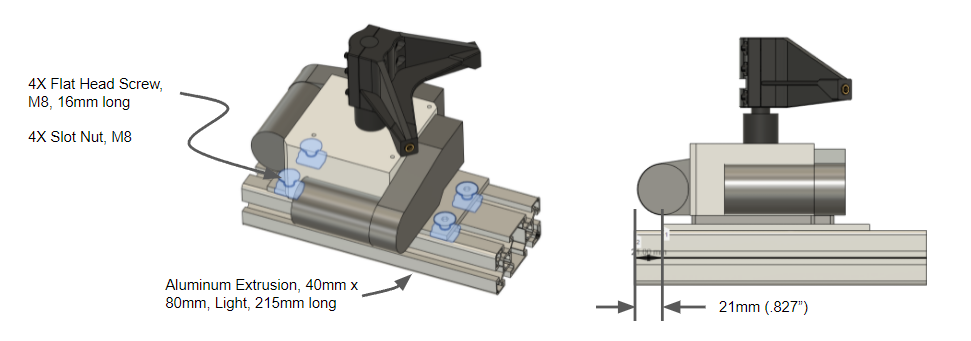 4X Flat Head Screw,
M8, 16mm long
4X Slot Nut, M8
Aluminum Extrusion, 40mm x
80mm, Light, 215mm long
21mm (.827”)